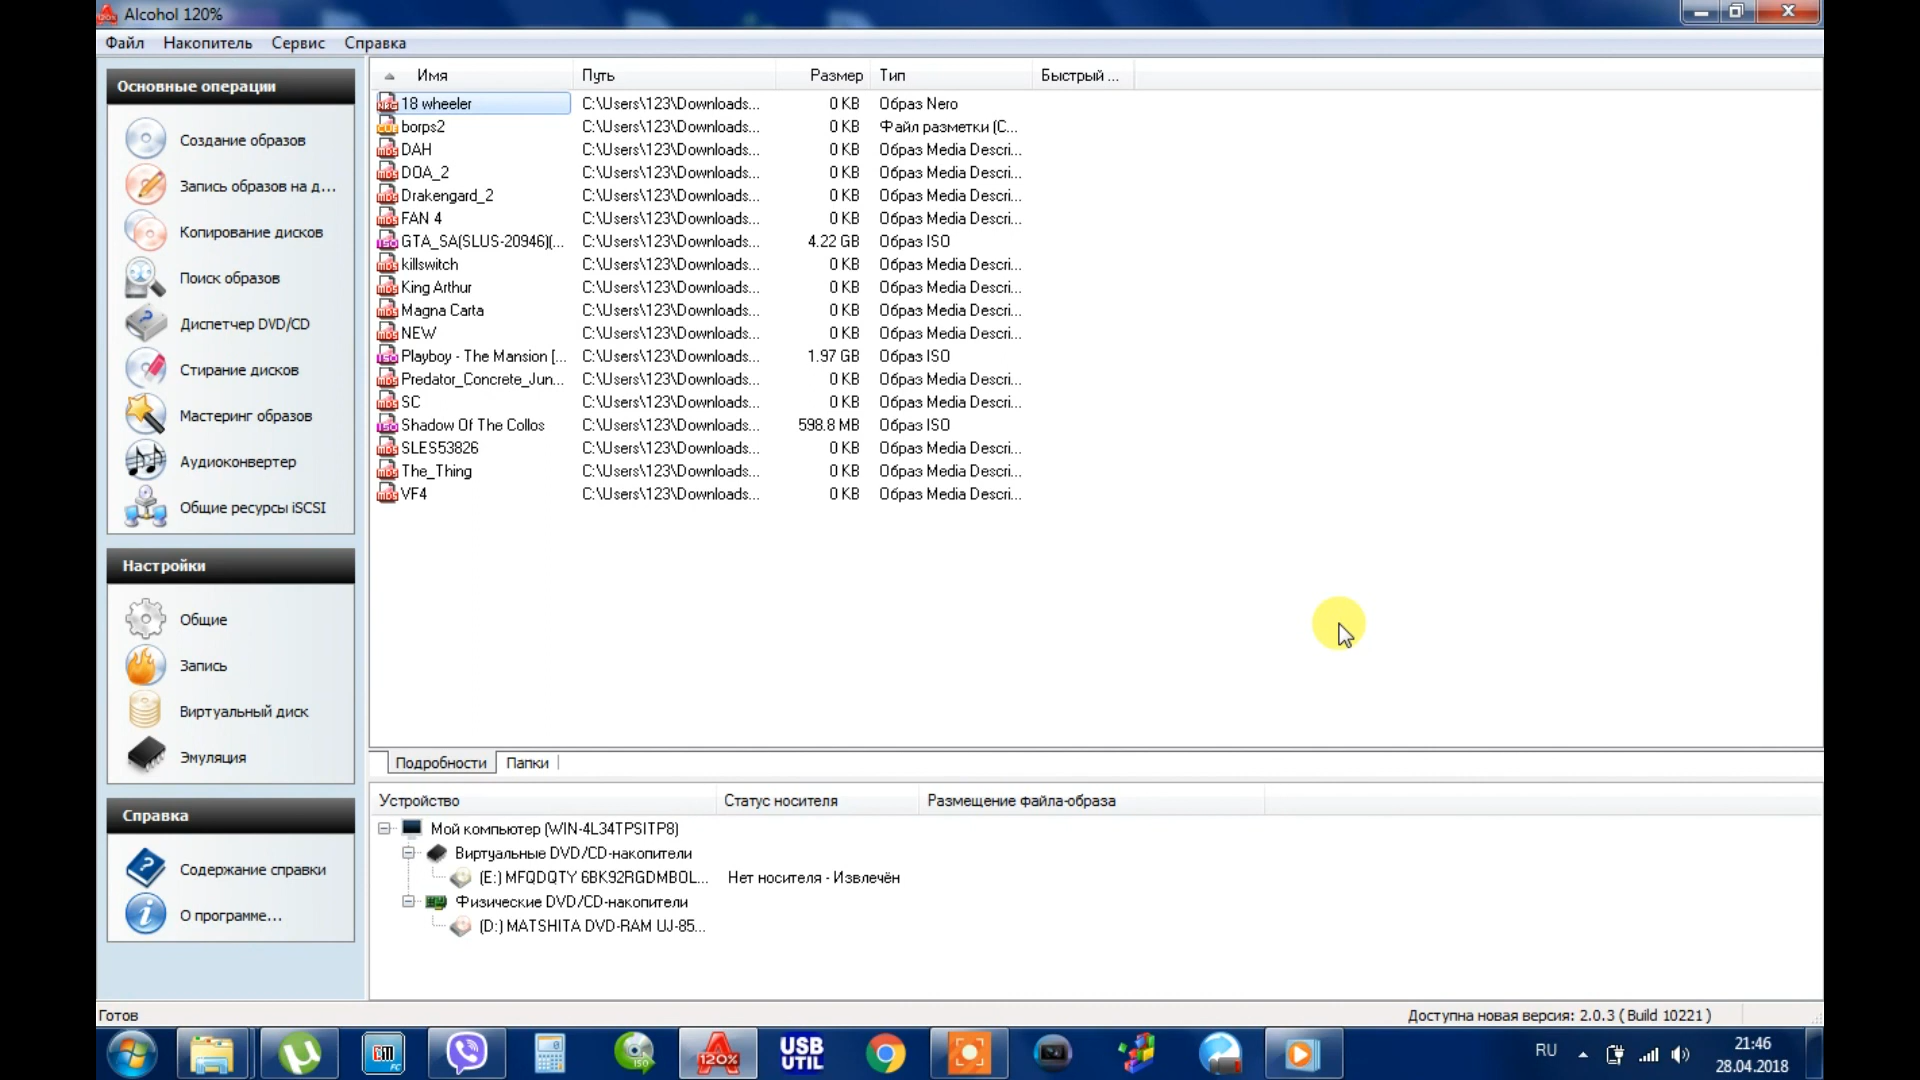 Alcohol 120%
Файл Накопитель Сервис Справка
Основные операции
Создание образов
Запись образов на д...
Копирование дисков
Поиск образов
Диспетчер DVD/CD
Стирание дисков
Мастеринг образов
Аудиоконвертер
Общие ресурсы iSCSI
Настройки
Общие
Запись
Виртуальный диск
Эмуляция
Справка
Содержание справки
О программе...
Имя Путь Размер Тип Быстрый ...
18 wheeler C:\Users\123\Downloads... 0 KB Образ Nero
borps2 C:\Users\123\Downloads... 0 KB Файл разметки (C...
DAH C:\Users\123\Downloads... 0 KB Образ Media Descri...
DOA_2 C:\Users\123\Downloads... 0 KB Образ Media Descri...
Drakengard_2 C:\Users\123\Downloads... 0 KB Образ Media Descri...
FAN 4 C:\Users\123\Downloads... 0 KB Образ Media Descri...
GTA_SA(SLUS-20946)(... C:\Users\123\Downloads... 4.22 GB Образ ISO
killswitch C:\Users\123\Downloads... 0 KB Образ Media Descri...
King Arthur C:\Users\123\Downloads... 0 KB Образ Media Descri...
Magna Carta C:\Users\123\Downloads... 0 KB Образ Media Descri...
NEW C:\Users\123\Downloads... 0 KB Образ Media Descri...
Playboy - The Mansion [... C:\Users\123\Downloads... 1.97 GB Образ ISO
Predator_Concrete_Jun... C:\Users\123\Downloads... 0 KB Образ Media Descri...
SC C:\Users\123\Downloads... 0 KB Образ Media Descri...
Shadow Of The Collos C:\Users\123\Downloads... 598.8 MB Образ ISO
SLES53826 C:\Users\123\Downloads... 0 KB Образ Media Descri...
The_Thing C:\Users\123\Downloads... 0 KB Образ Media Descri...
VF4 C:\Users\123\Downloads... 0 KB Образ Media Descri...
Подробности Папки
Устройство Статус носителя Размещение файла-образа
Мой компьютер (WIN-4L34TPSITP8)
Виртуальные DVD/CD-накопители
(E:) MFQDQTY 6BK92RGDMBOL... Нет носителя - Извлечён
Физические DVD/CD-накопители
(D:) MATSHITA DVD-RAM UJ-85...
Готов Доступна новая версия: 2.0.3 ( Build 10221 )
ISO 120% USB UTIL RU 21:46
28.04.2018